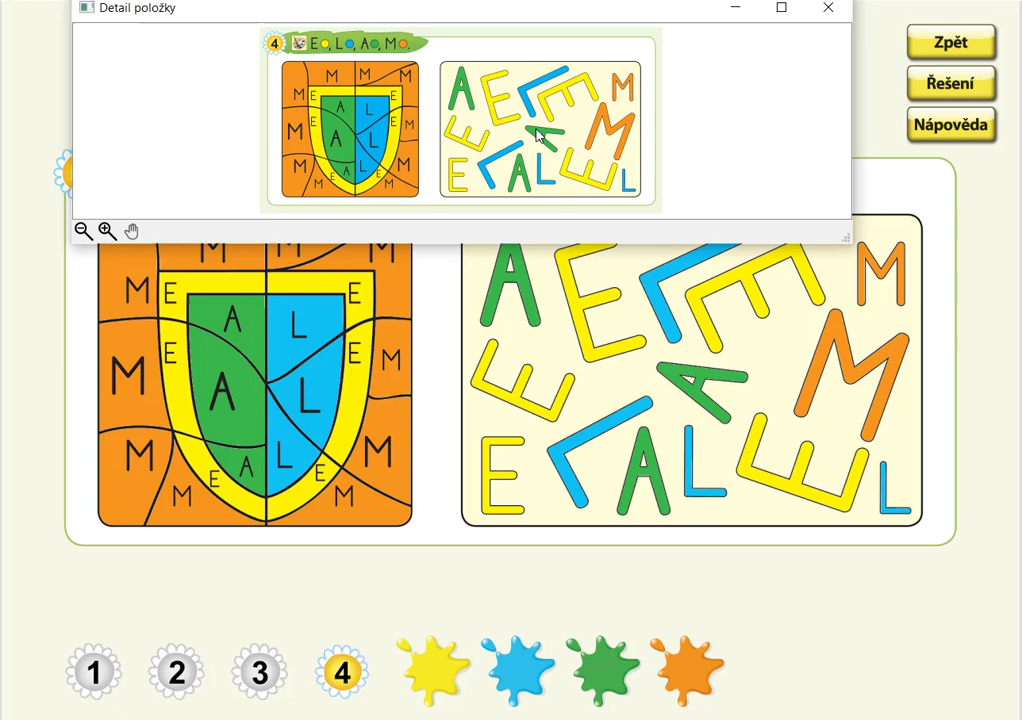 Detail položky
4 E, L, A, M.
M M M
M E A L E
M E A L E M
M E A L E M
M M
A E L E M
E A M
E L A L E L
Zpět
Řešení
Nápověda
M M
M E A L E
M E A L E M
M E A L E M
M M
A E L E M
E A M
E L A L E L
1 2 3 4